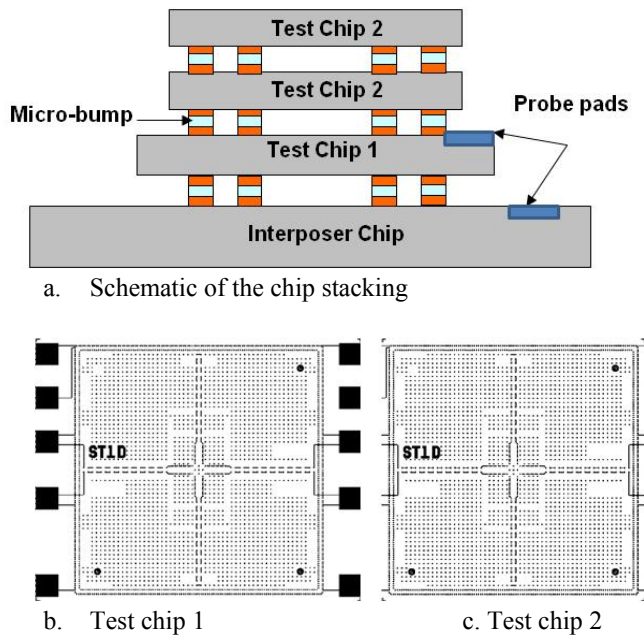 Test Chip 2
Test Chip 2
Micro-bump
Probe pads
Test Chip 1
Interposer Chip
a. Schematic of the chip stacking
ST1D
ST1D
b. Test chip 1
c. Test chip 2